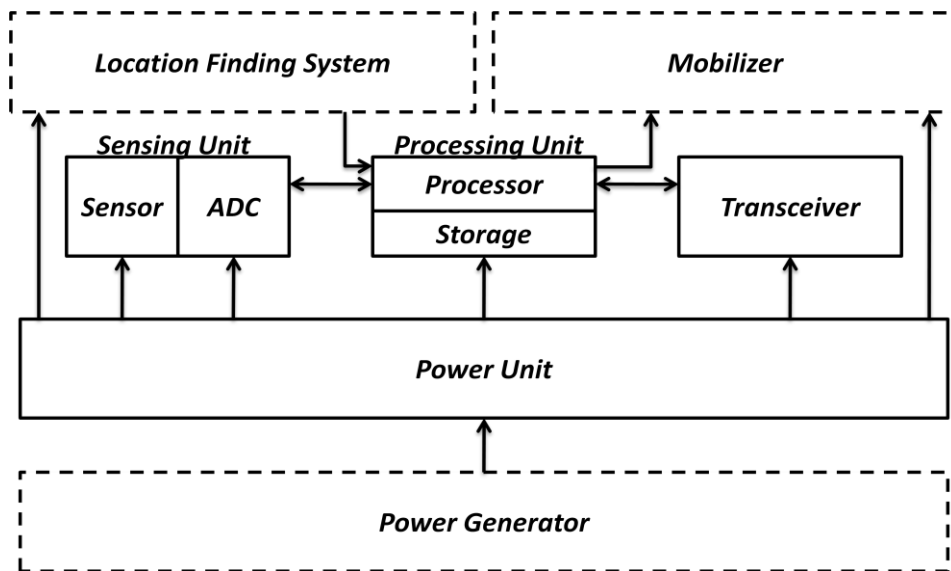 Location Finding System
Mobilizer
Sensing Unit
Processing Unit
Sensor
ADC
Processor
Storage
Transceiver
Power Unit
Power Generator